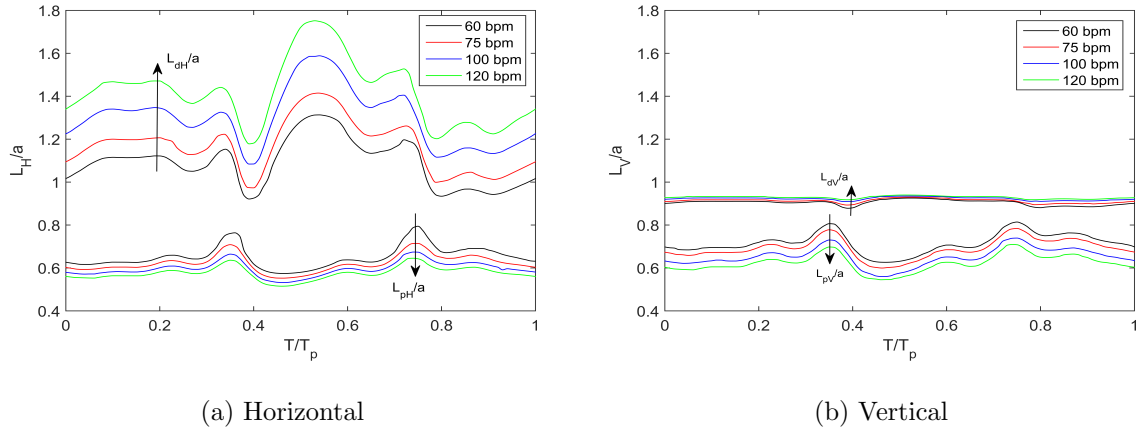 1.8
1.6
1.4
1.2
1
0.8
0.6
0.4
L_H/a
0 0.2 0.4 0.6 0.8 1
T/T_p
60 bpm
75 bpm
100 bpm
120 bpm
L_dH/a
L_pH/a
(a) Horizontal
1.8
1.6
1.4
1.2
1
0.8
0.6
0.4
L_V/a
0 0.2 0.4 0.6 0.8 1
T/T_p
60 bpm
75 bpm
100 bpm
120 bpm
L_dV/a
L_pV/a
(b) Vertical